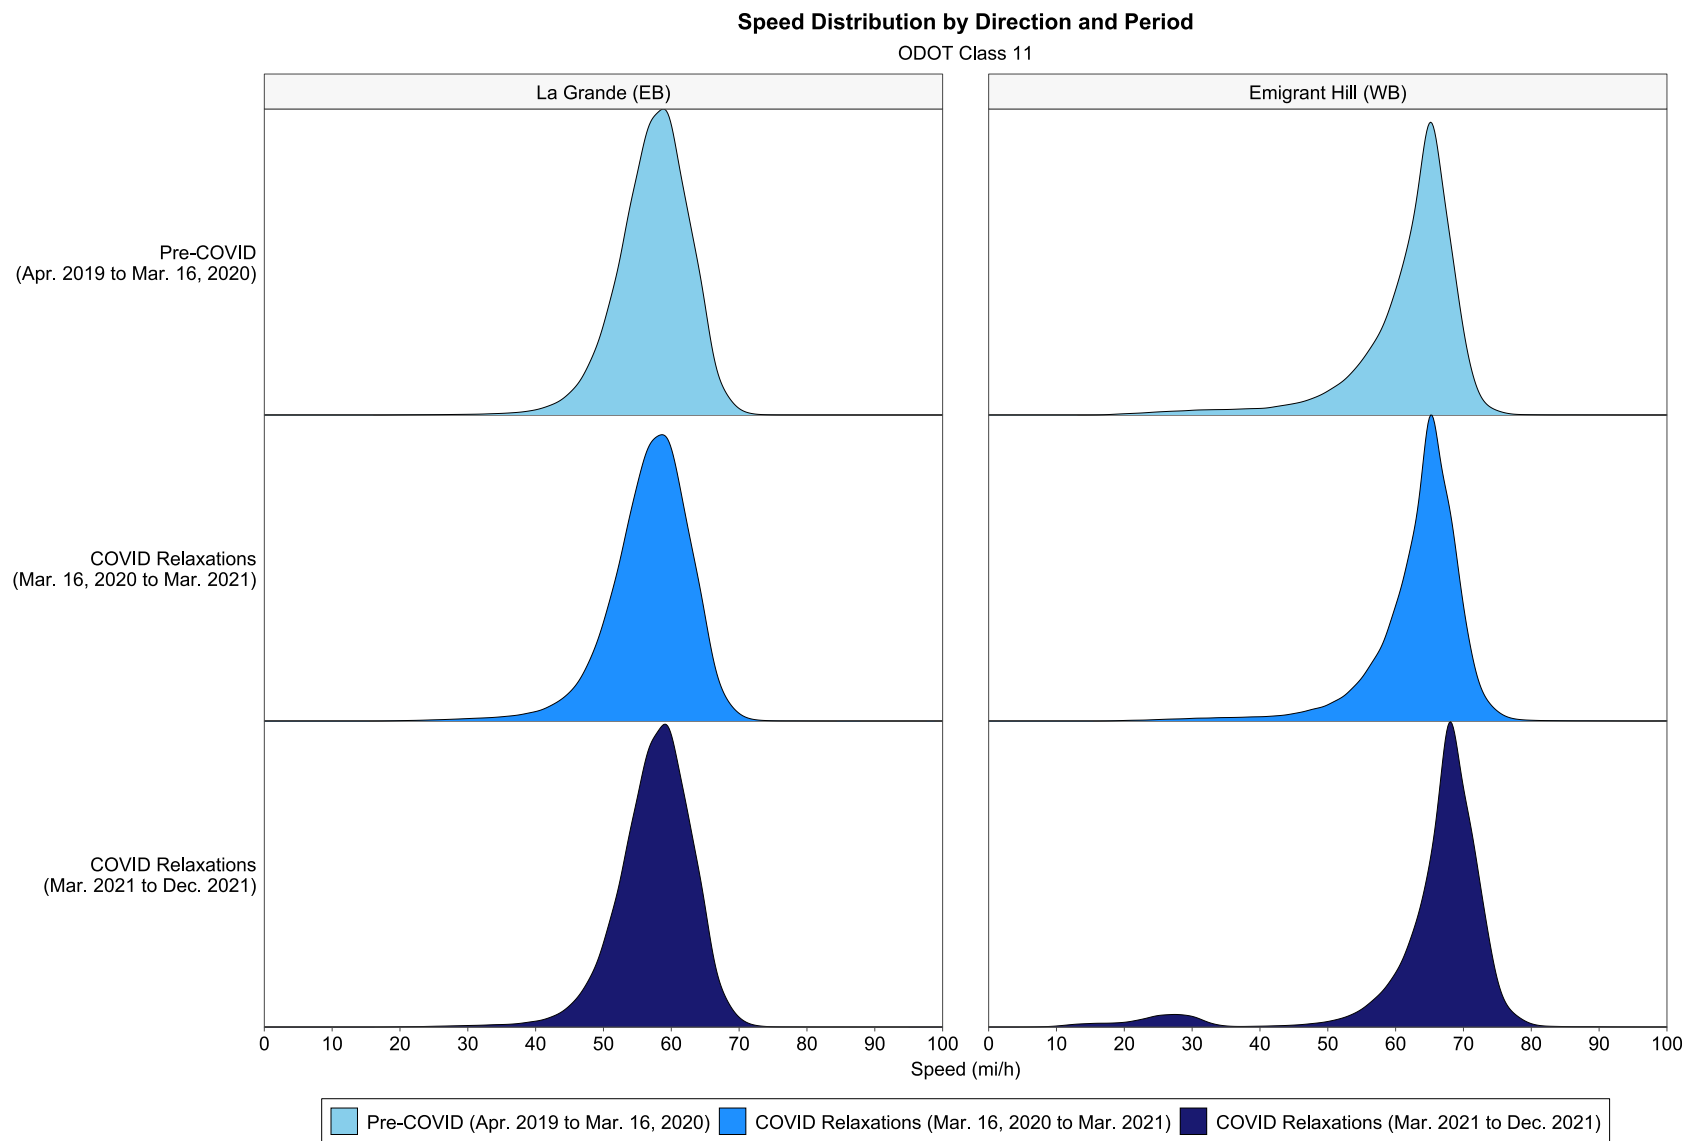 Speed Distribution by Direction and Period
ODOT Class 11
La Grande (EB)
Emigrant Hill (WB)
Pre-COVID
(Apr. 2019 to Mar. 16, 2020)
COVID Relaxations
(Mar. 16, 2020 to Mar. 2021)
COVID Relaxations
(Mar. 2021 to Dec. 2021)
0 10 20 30 40 50 60 70 80 90 100
0 10 20 30 40 50 60 70 80 90 100
Speed (mi/h)
Pre-COVID (Apr. 2019 to Mar. 16, 2020) COVID Relaxations (Mar. 16, 2020 to Mar. 2021) COVID Relaxations (Mar. 2021 to Dec. 2021)